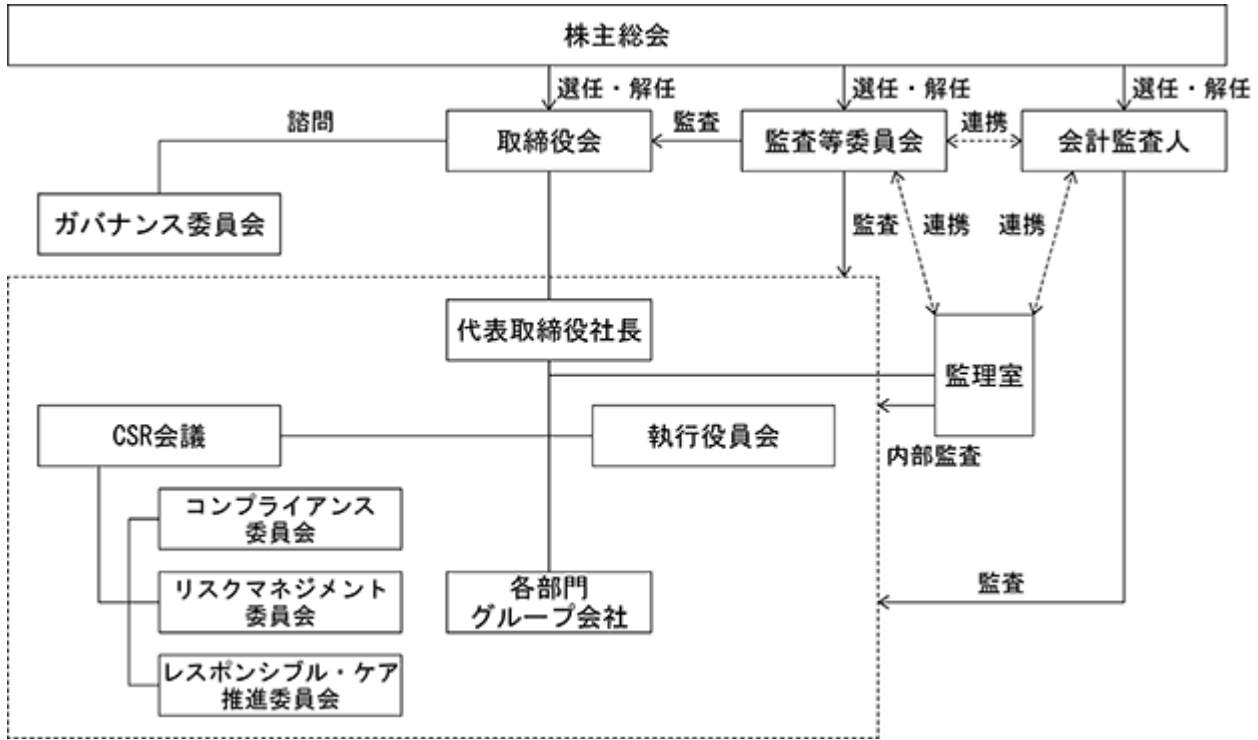 株主総会
選任・解任
選任・解任
選任・解任
諮問
取締役会
監査
監査等委員会
連携
会計監査人
ガバナンス委員会
監査
連携
連携
代表取締役社長
監理室
CSR会議
執行役員会
内部監査
コンプライアンス
委員会
リスクマネジメント
委員会
各部門
グループ会社
監査
レスポンシブル・ケア
推進委員会